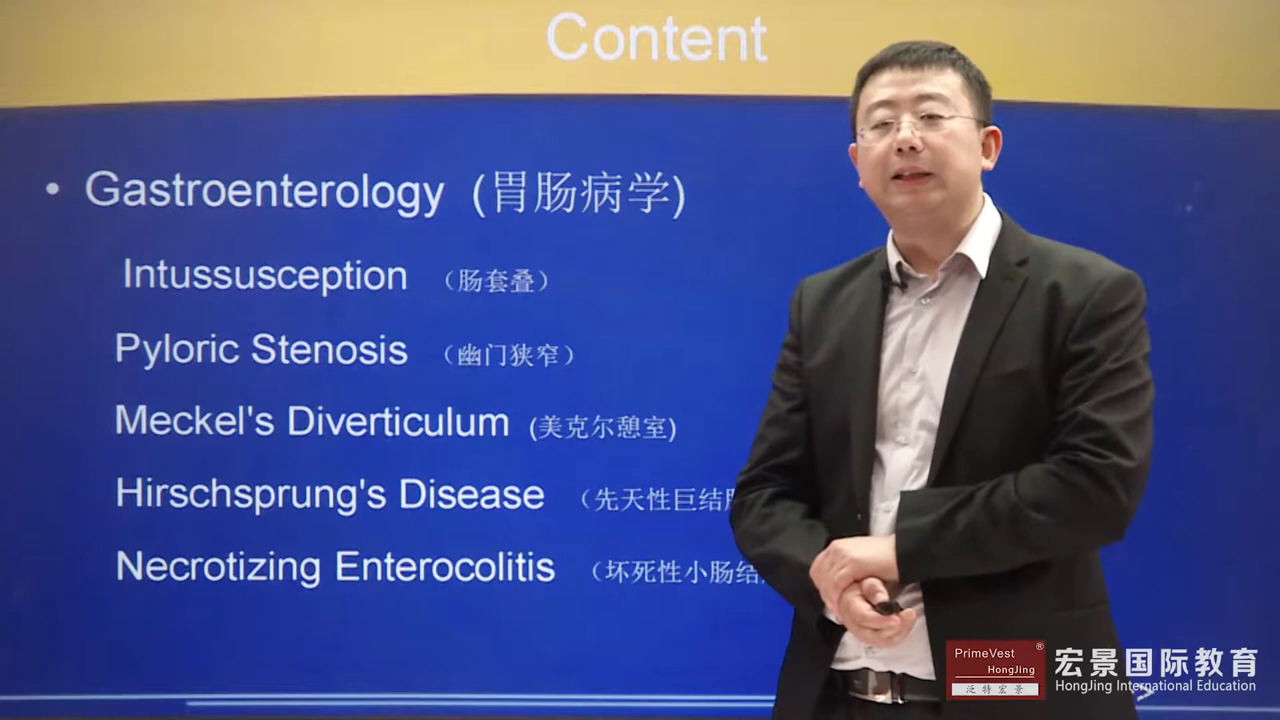 Content
• Gastroenterology (胃肠病学)
Intussusception （肠套叠）
Pyloric Stenosis （幽门狭窄）
Meckel's Diverticulum (美克尔憩室)
Hirschsprung's Disease （先天性巨结
Necrotizing Enterocolitis （坏死性小肠结
PrimeVest ®
HongJing
泛特宏景
宏景国际教育
HongJing International Education